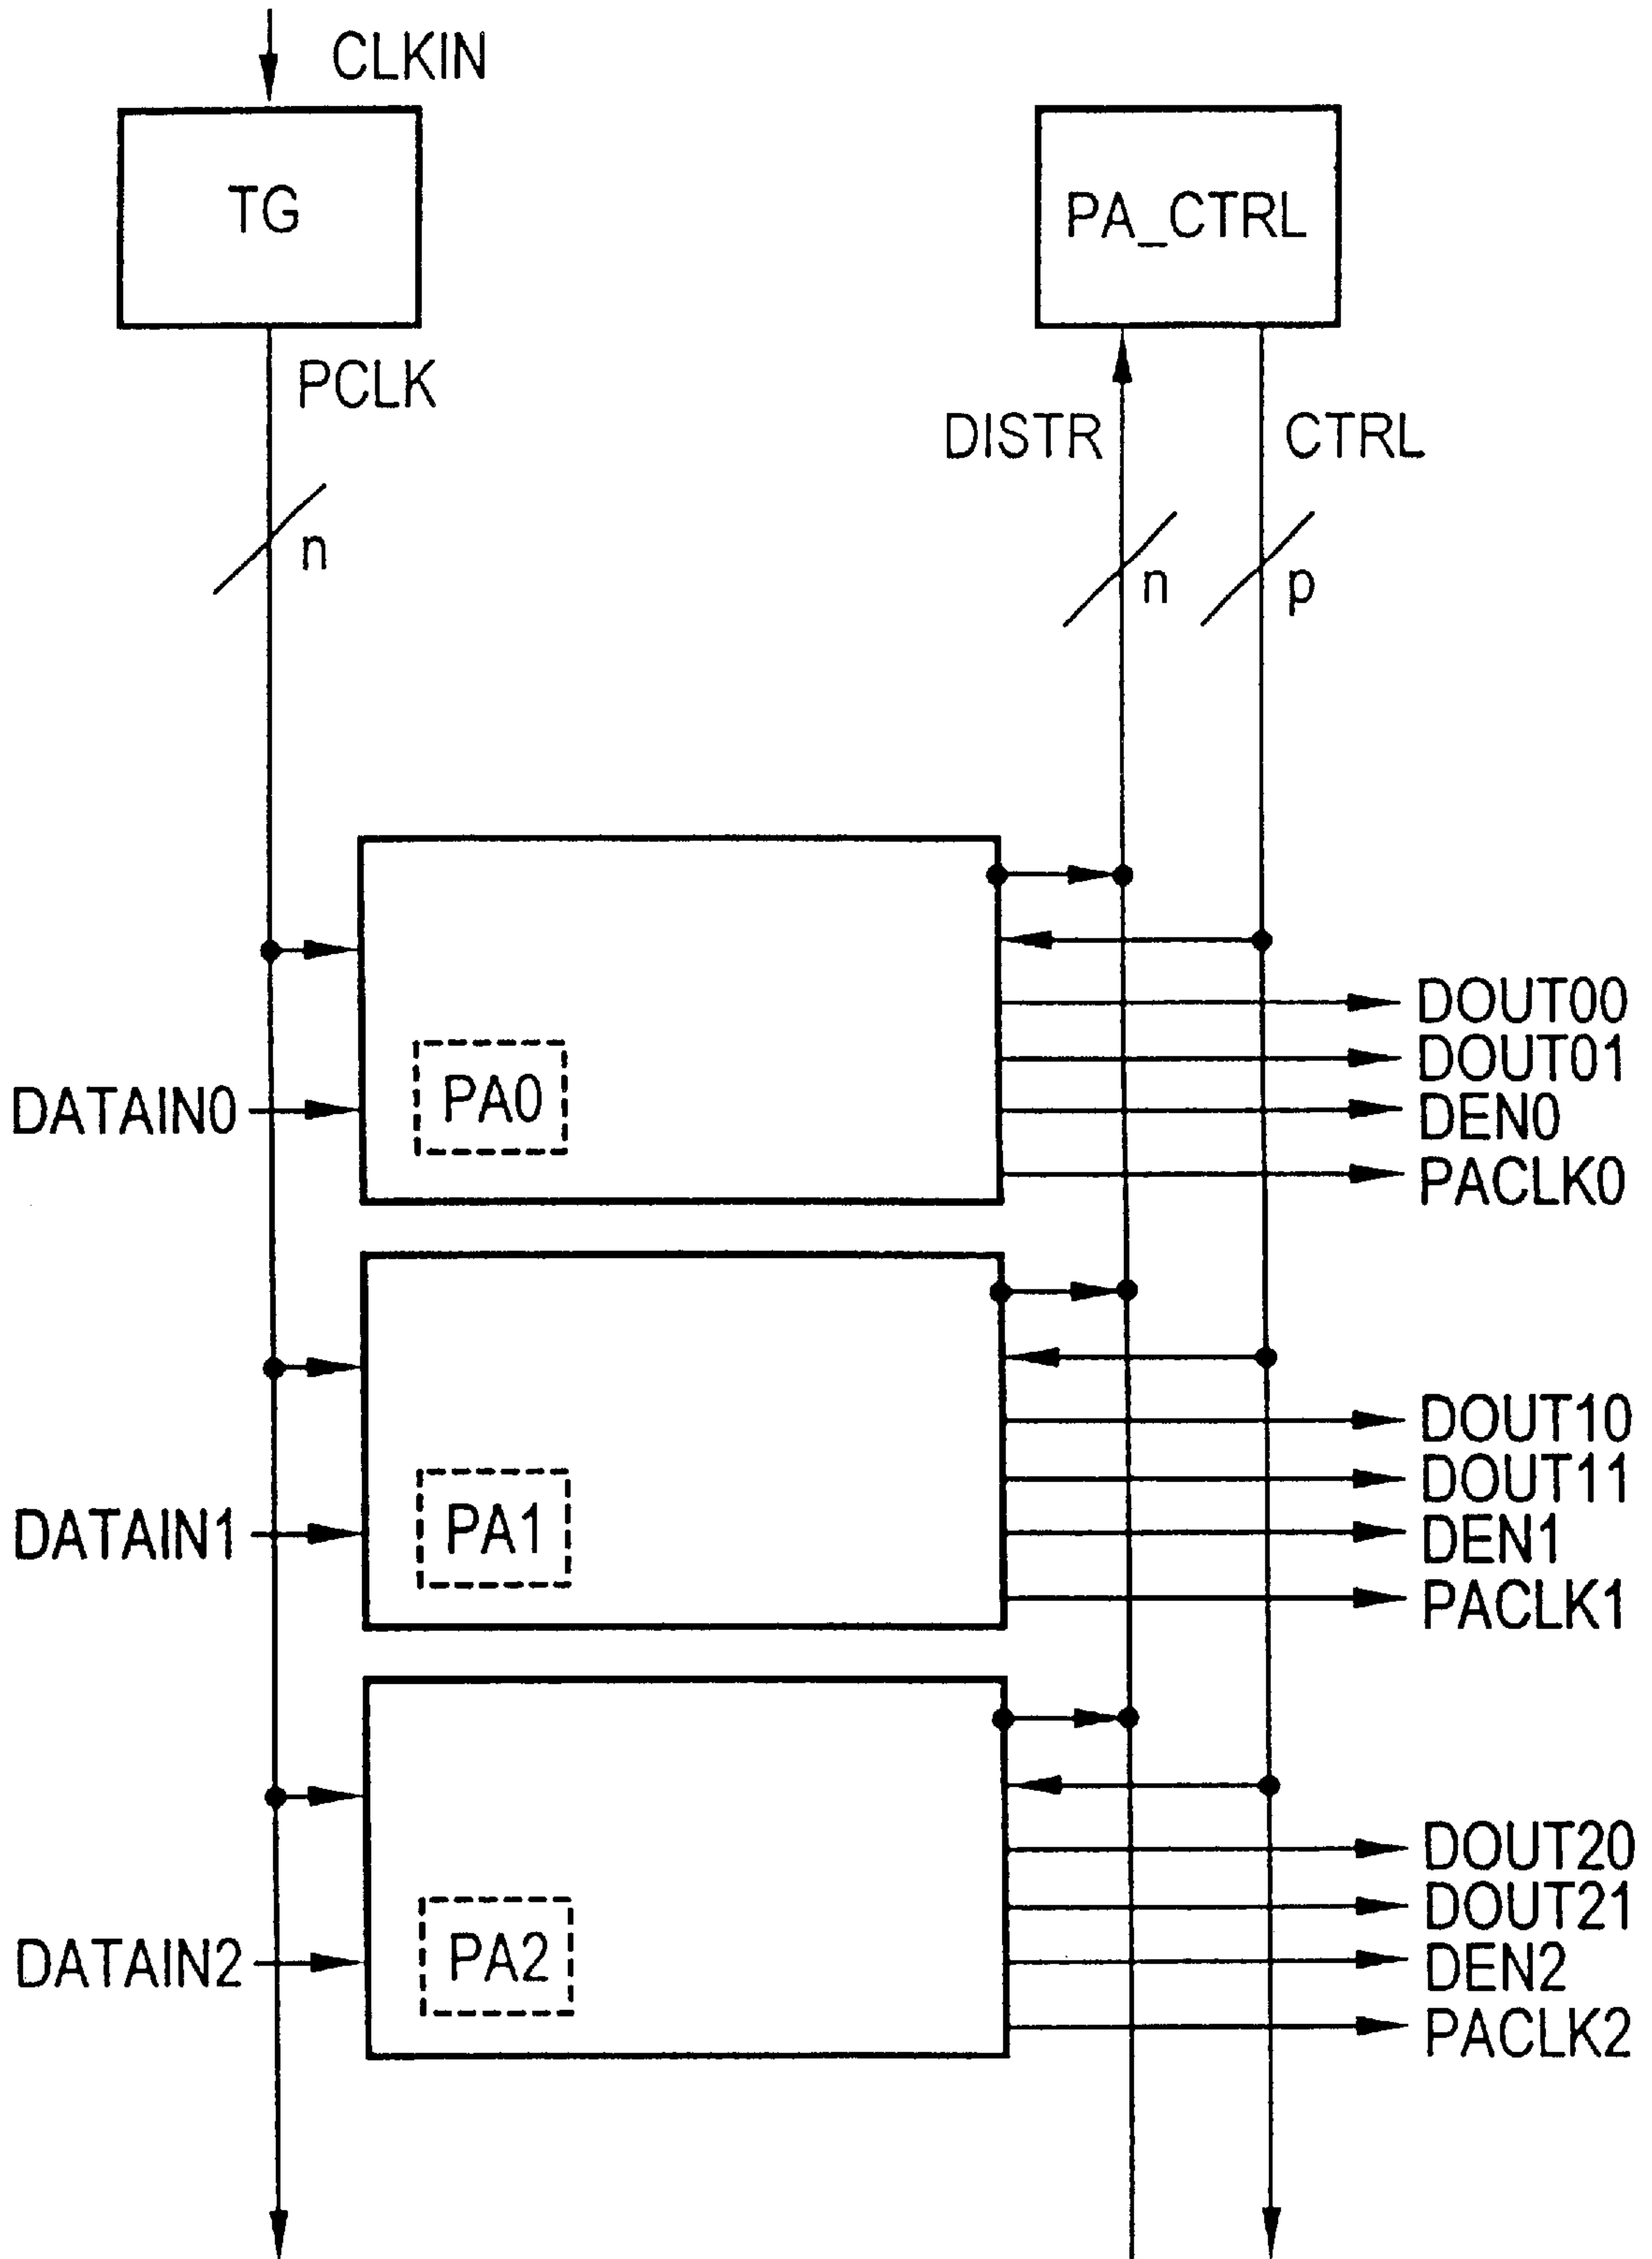 CLKIN
TG
PA_CTRL
PCLK
DISTR
CTRL
n
n
p
DOUT00
DOUT01
PA0
DATAIN0
DEN0
PACLK0
DOUT10
DOUT11
PA1
DATAIN1
DEN1
PACLK1
DOUT20
DOUT21
PA2
DATAIN2
DEN2
PACLK2